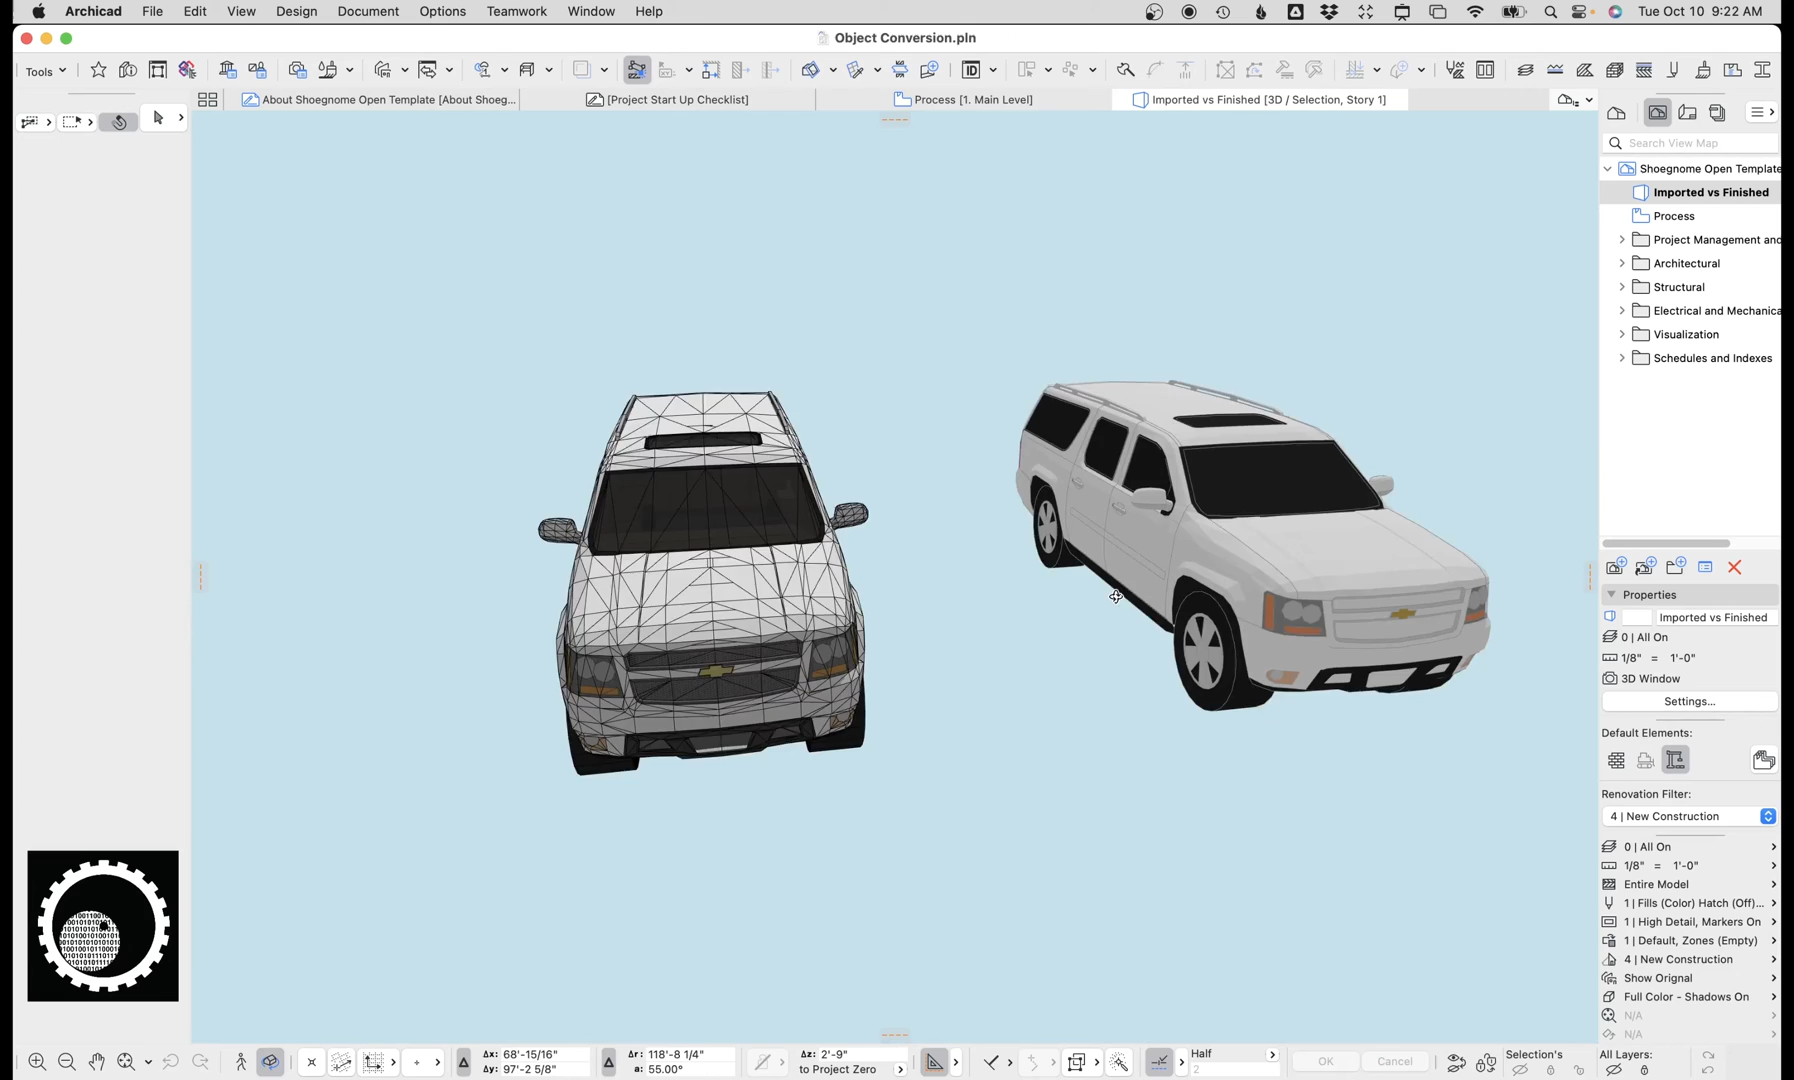 Archicad File Edit View Design Document Options Teamwork Window Help Tue Oct 10 9:22 AM
Object Conversion.pln
Tools
About Shoegnome Open Template [About Shoeg... [Project Start Up Checklist] Process [1. Main Level] Imported vs Finished [3D / Selection, Story 1]
Search View Map
Shoegnome Open Template
Imported vs Finished
Process
Project Management and
Architectural
Structural
Electrical and Mechanica
Visualization
Schedules and Indexes
Properties
Imported vs Finished
0 | All On
1/8" = 1'-0"
3D Window
Settings...
Default Elements:
Renovation Filter:
4 | New Construction
0 | All On
1/8" = 1'-0"
Entire Model
1 | Fills (Color) Hatch (Off)...
1 | High Detail, Markers On
1 | Default, Zones (Empty)
4 | New Construction
Show Orignal
Full Color - Shadows On
N/A
N/A
Δx: 68'-15/16"
Δy: 97'-2 5/8"
Δr: 118'-8 1/4"
a: 55.00°
Δz: 2'-9"
to Project Zero
Half
2
OK
Cancel
Selection's
All Layers: